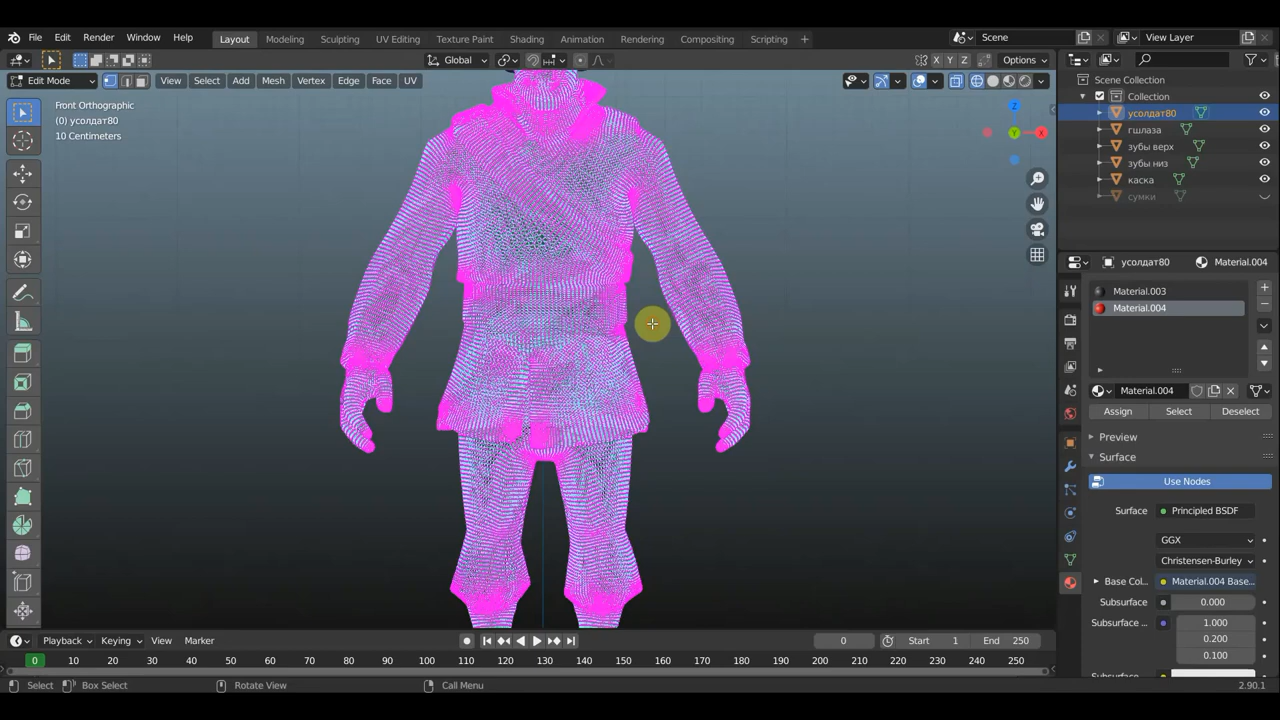 File Edit Render Window Help Layout Modeling Sculpting UV Editing Texture Paint Shading Animation Rendering Compositing Scripting + Scene View Layer
Global X Y Z Options
Edit Mode View Select Add Mesh Vertex Edge Face UV
Front Orthographic
(0) усолдат80
10 Centimeters
Z
Y X
Scene Collection
Collection
усолдат80
гшлаза
зубы верх
зубы низ
каска
сумки
усолдат80 Material.004
Material.003
Material.004
Material.004
Assign Select Deselect
Preview
Surface
Use Nodes
Surface Principled BSDF
GGX
Christensen-Burley
Base Col... Material.004 Base...
Subsurface 0.000
Subsurface ... 1.000
0.200
0.100
Playback Keying View Marker 0 Start 1 End 250
0 10 20 30 40 50 60 70 80 90 100 110 120 130 140 150 160 170 180 190 200 210 220 230 240 250
Select Box Select Rotate View Call Menu 2.90.1